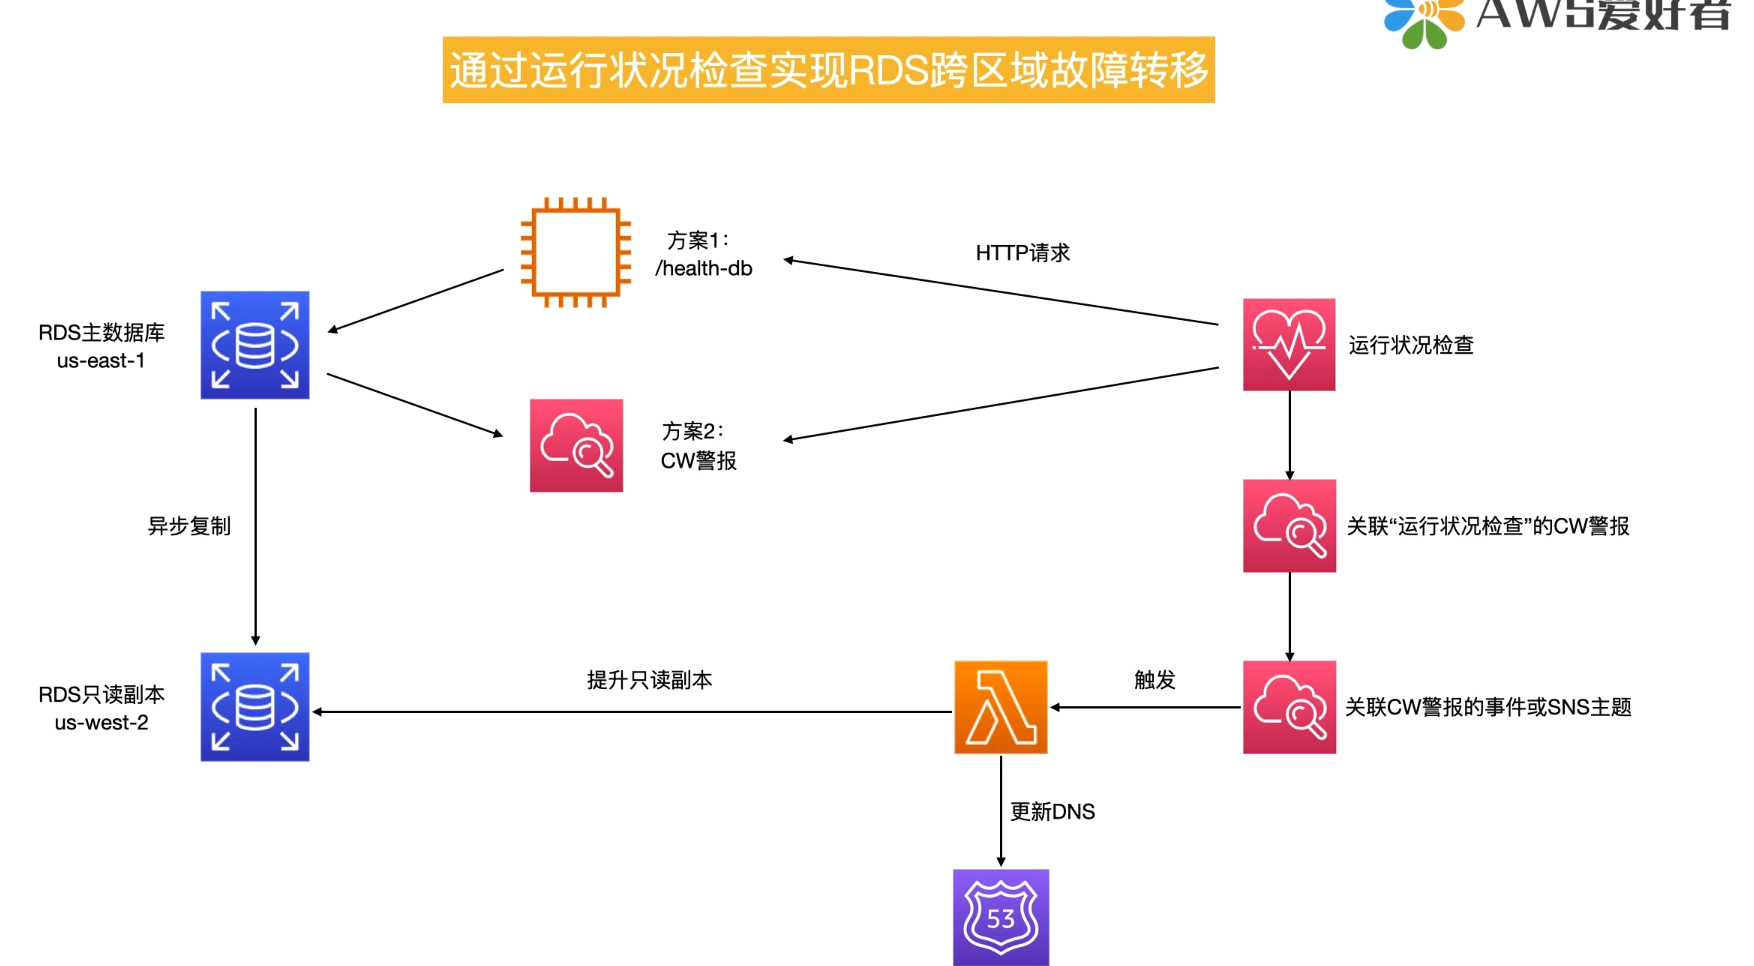 AWS爱好者
通过运行状况检查实现RDS跨区域故障转移
方案1：
/health-db
HTTP请求
RDS主数据库
us-east-1
运行状况检查
方案2：
CW警报
异步复制
关联“运行状况检查”的CW警报
RDS只读副本
us-west-2
提升只读副本
触发
关联CW警报的事件或SNS主题
更新DNS
53